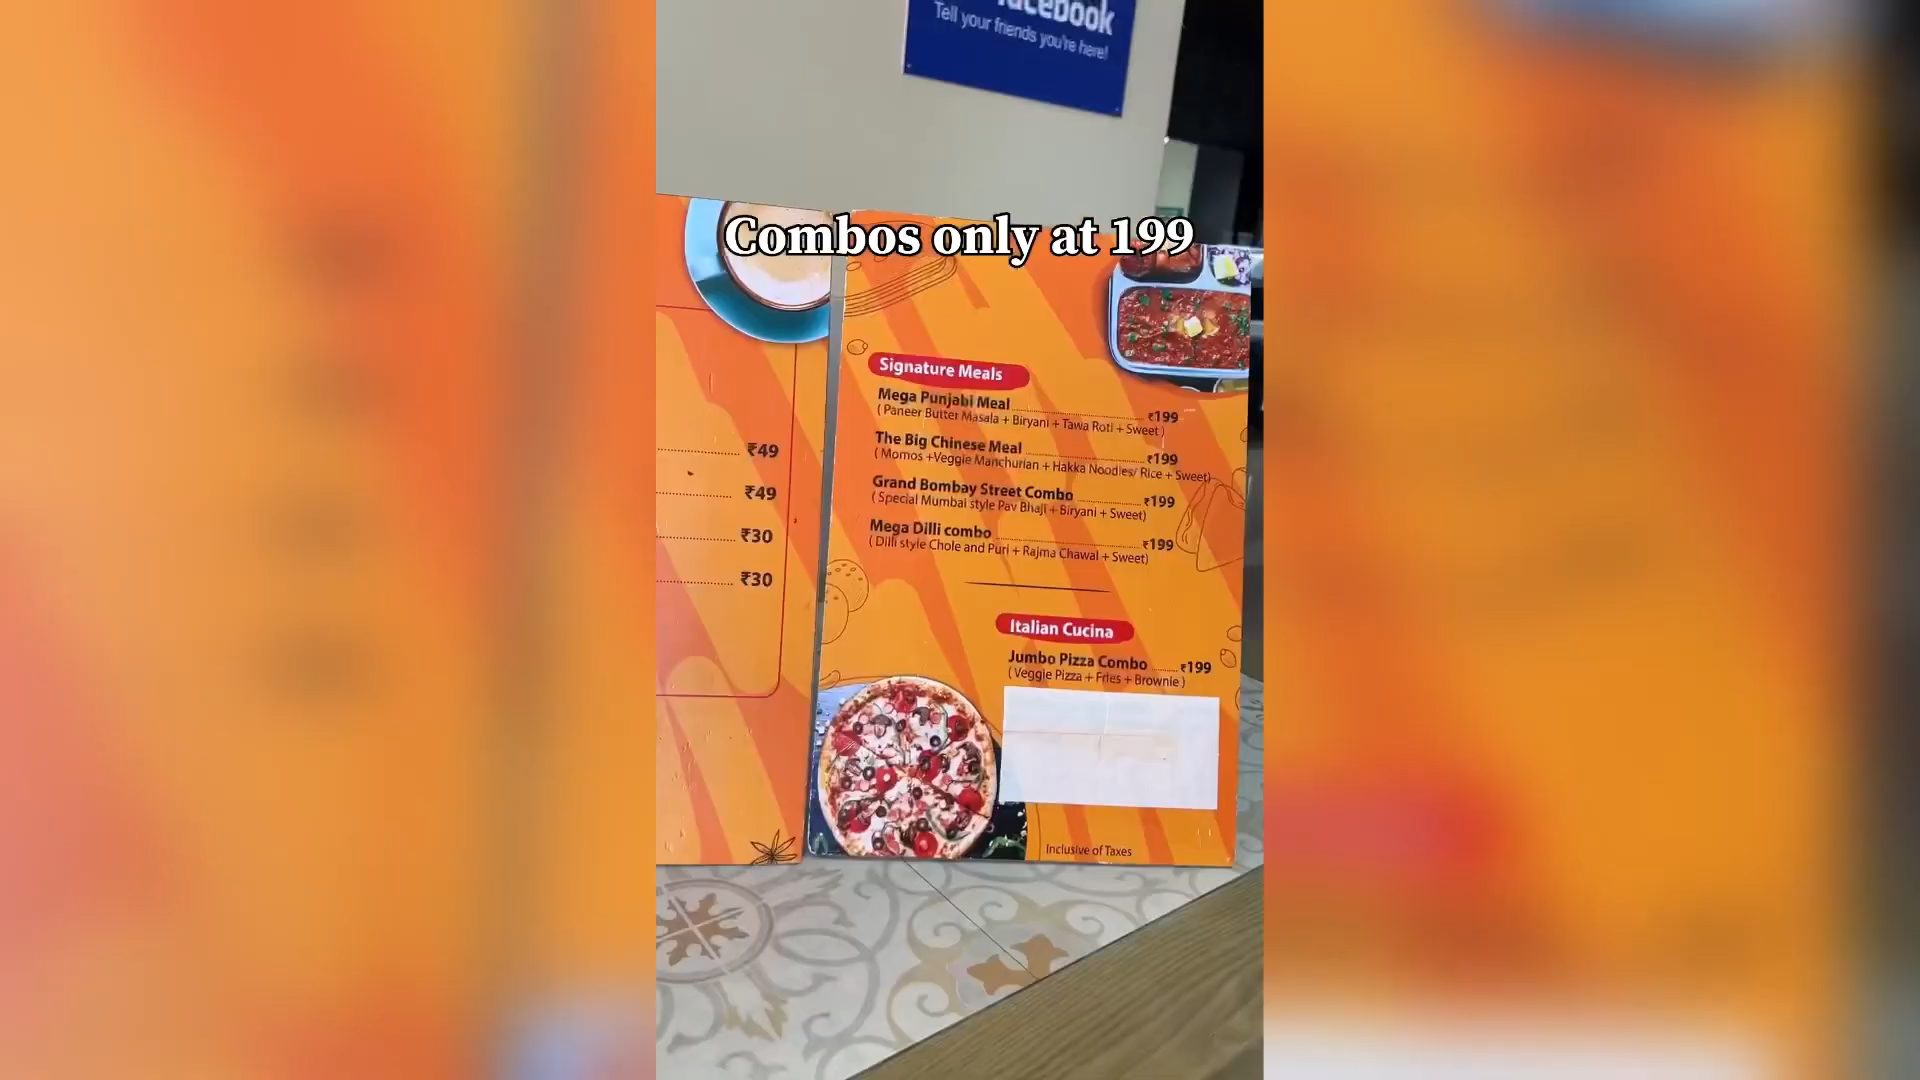 facebook
Tell your friends you're here!
Combos only at 199
₹49
₹49
₹30
₹30
Signature Meals
Mega Punjabi Meal ₹199
( Paneer Butter Masala + Biryani + Tawa Roti + Sweet )
The Big Chinese Meal ₹199
( Momos +Veggie Manchurian + Hakka Noodles/ Rice + Sweet)
Grand Bombay Street Combo ₹199
( Special Mumbai style Pav Bhaji + Biryani + Sweet)
Mega Dilli combo ₹199
( Dilli style Chole and Puri + Rajma Chawal + Sweet)
Italian Cucina
Jumbo Pizza Combo ₹199
( Veggie Pizza + Fries + Brownie )
Inclusive of Taxes